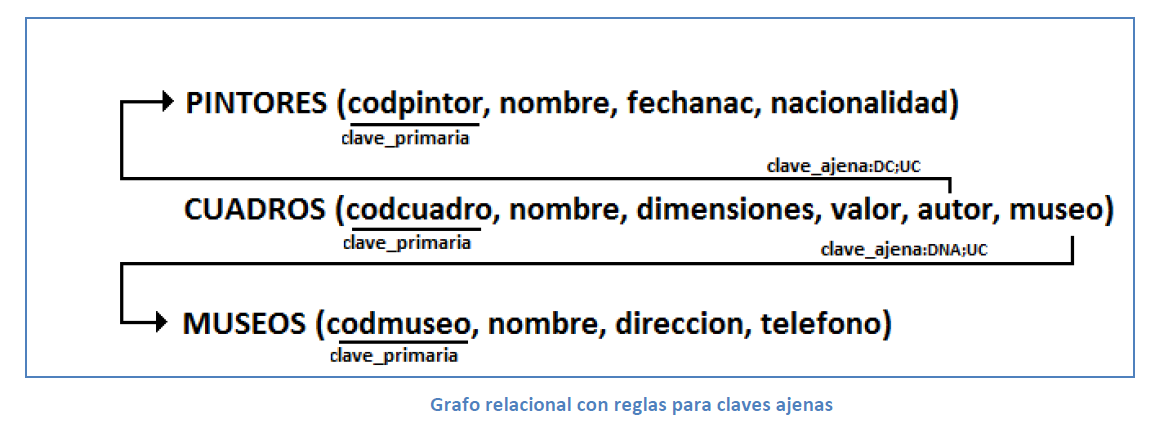 PINTORES (codpintor, nombre, fechanac, nacionalidad)
clave_primaria
clave_ajena:DC;UC
CUADROS (codcuadro, nombre, dimensiones, valor, autor, museo)
clave_primaria
clave_ajena:DNA;UC
MUSEOS (codmuseo, nombre, direccion, telefono)
clave_primaria
Grafo relacional con reglas para claves ajenas